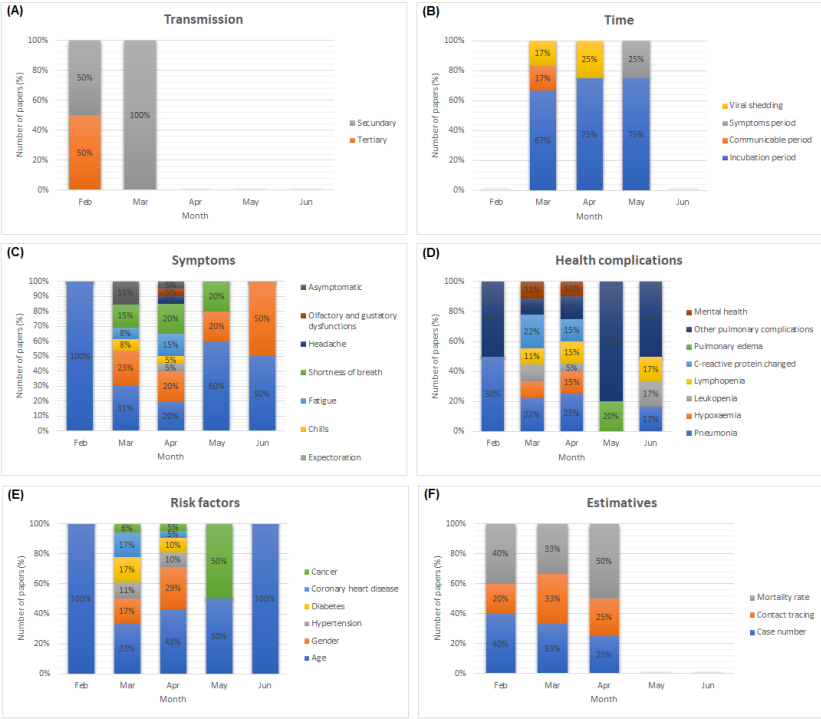 (A)
Transmission
Number of papers (%)
100%
80%
60%
40%
20%
0%
50%
50%
100%
Feb Mar Apr May Jun
Month
Secundary
Tertiary
(B)
Time
Number of papers (%)
100%
80%
60%
40%
20%
0%
17%
17%
67%
25%
75%
25%
75%
Feb Mar Apr May Jun
Month
Viral shedding
Symptoms period
Communicable period
Incubation period
(C)
Symptoms
Number of papers (%)
100%
90%
80%
70%
60%
50%
40%
30%
20%
10%
0%
100%
15%
15%
8%
8%
23%
31%
5%
5%
20%
15%
5%
5%
20%
20%
20%
20%
60%
50%
50%
Feb Mar Apr May Jun
Month
Asymptomatic
Olfactory and gustatory
dysfunctions
Headache
Shortness of breath
Fatigue
Chills
Expectoration
(D)
Health complications
Number of papers (%)
100%
80%
60%
40%
20%
0%
50%
11%
22%
11%
22%
10%
15%
15%
5%
15%
25%
20%
17%
17%
17%
Feb Mar Apr May Jun
Month
Mental health
Other pulmonary complications
Pulmonary edema
C-reactive protein changed
Lymphopenia
Leukopenia
Hypoxaemia
Pneumonia
(E)
Risk factors
Number of papers (%)
100%
80%
60%
40%
20%
0%
100%
6%
17%
17%
11%
17%
33%
5%
5%
10%
10%
29%
43%
50%
50%
100%
Feb Mar Apr May Jun
Month
Cancer
Coronary heart disease
Diabetes
Hypertension
Gender
Age
(F)
Estimatives
Number of papers (%)
100%
80%
60%
40%
20%
0%
40%
20%
40%
33%
33%
33%
50%
25%
25%
Feb Mar Apr May Jun
Month
Mortality rate
Contact tracing
Case number